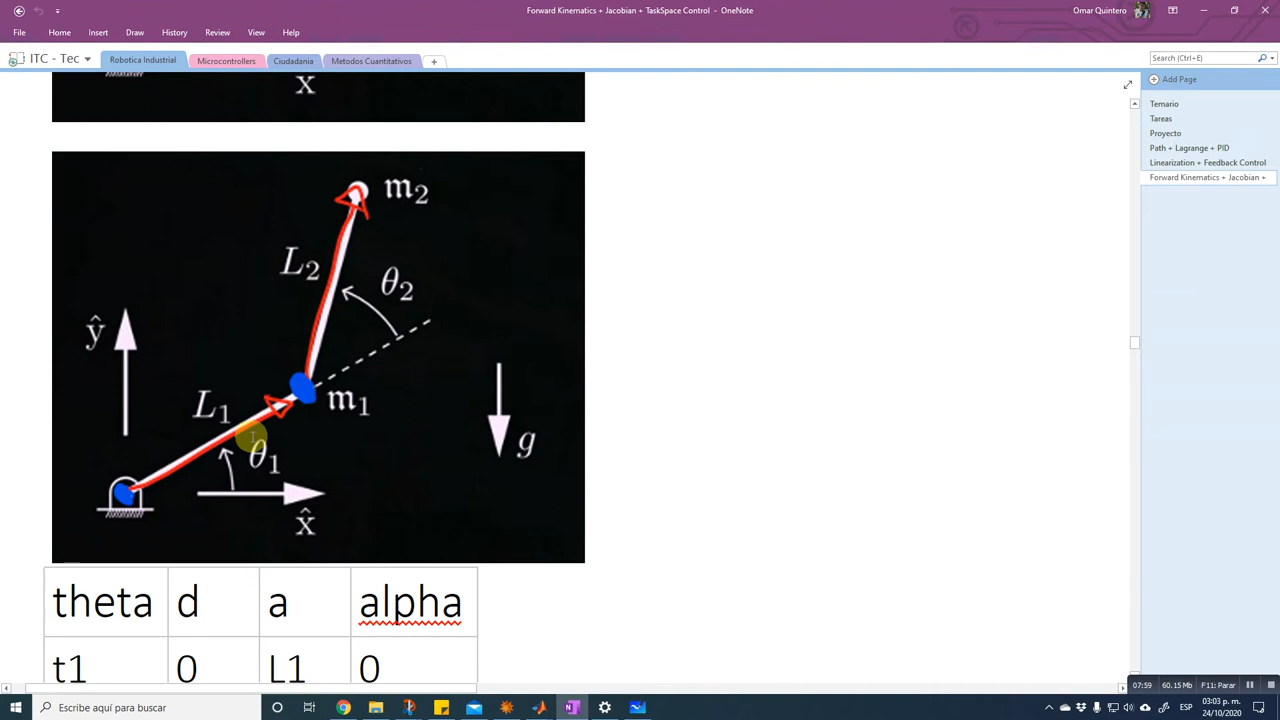 Forward Kinematics + Jacobian + TaskSpace Control - OneNote
Omar Quintero
File Home Insert Draw History Review View Help
ITC - Tec
Robotica Industrial
Microcontrollers
Ciudadania
Metodos Cuantitativos
+
Search (Ctrl+E)
Add Page
Temario
Tareas
Proyecto
Path + Lagrange + PID
Linearization + Feedback Control
Forward Kinematics + Jacobian +
x
m₂
L₂
θ₂
ŷ
L₁
m₁
θ₁
g
x̂
theta d a alpha
t1 0 L1 0
07:59 60.15 Mb F11: Parar
Escribe aquí para buscar
ESP
03:03 p. m.
24/10/2020